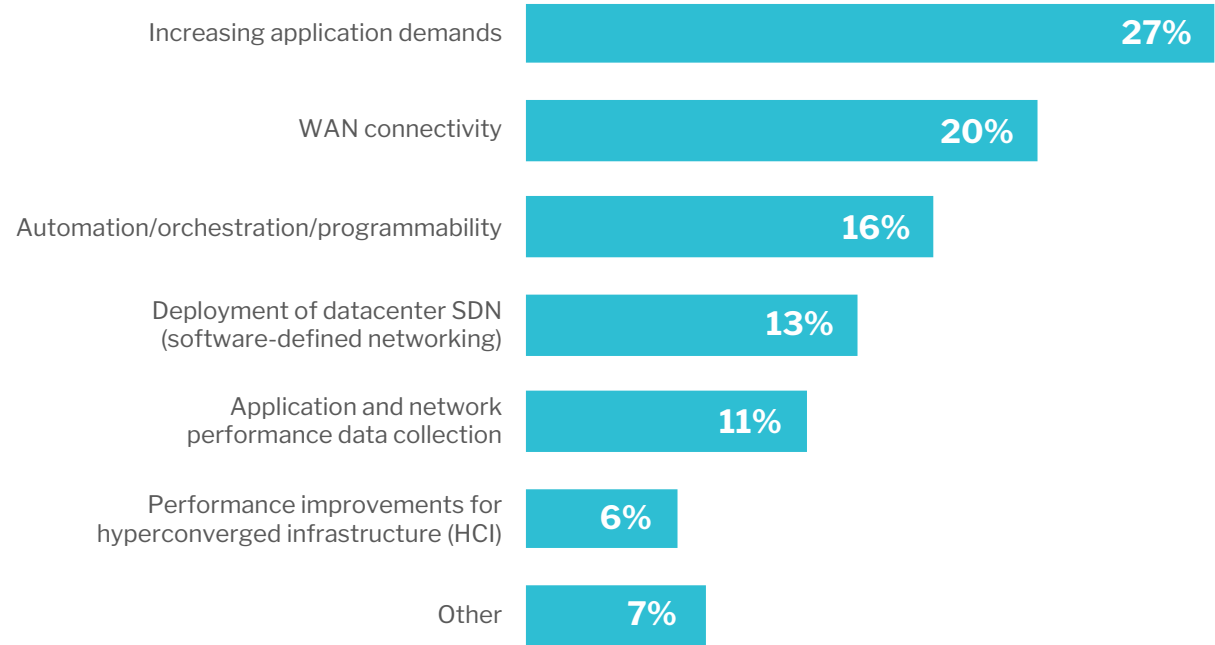 Increasing application demands
27%
WAN connectivity
20%
Automation/orchestration/programmability
16%
Deployment of datacenter SDN
(software-defined networking)
13%
Application and network
performance data collection
11%
Performance improvements for
hyperconverged infrastructure (HCI)
6%
Other
7%